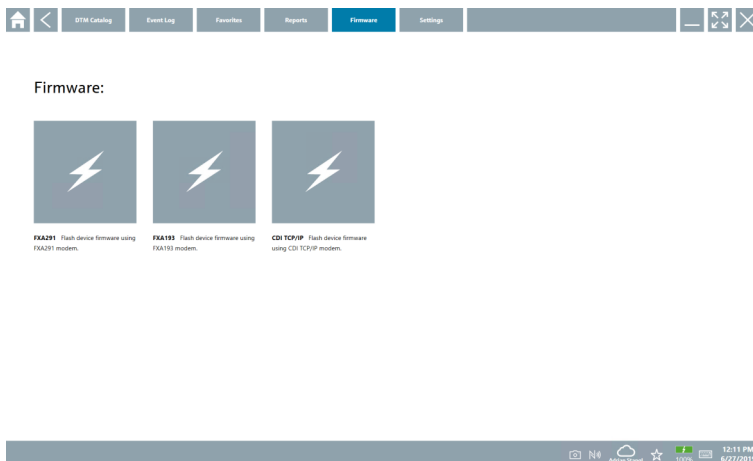 DTM Catalog Event Log Favorites Reports Firmware Settings
Firmware:
FXA291 Flash device firmware using
FXA291 modem.
FXA193 Flash device firmware using
FXA193 modem.
CDI TCP/IP Flash device firmware
using CDI TCP/IP modem.
100%
12:11 PM